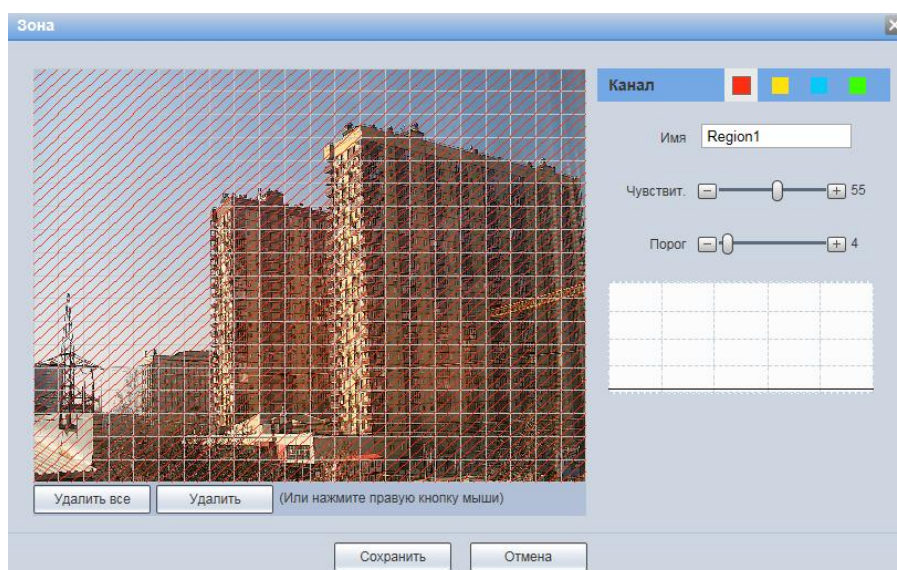 Зона
Канал
Имя Region1
Чувствит. 55
Порог 4
Удалить все Удалить (Или нажмите правую кнопку мыши)
Сохранить Отмена